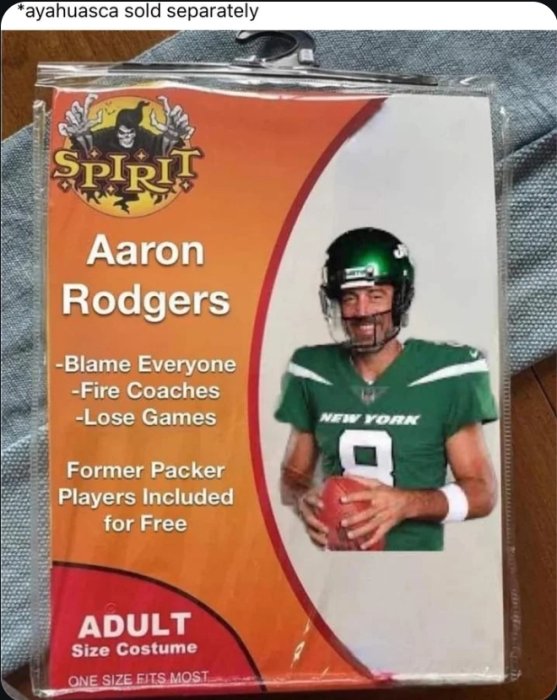 *ayahuasca sold separately
SPIRIT
Aaron
Rodgers
-Blame Everyone
-Fire Coaches
-Lose Games
Former Packer
Players Included
for Free
NEW YORK
8
ADULT
Size Costume
ONE SIZE FITS MOST